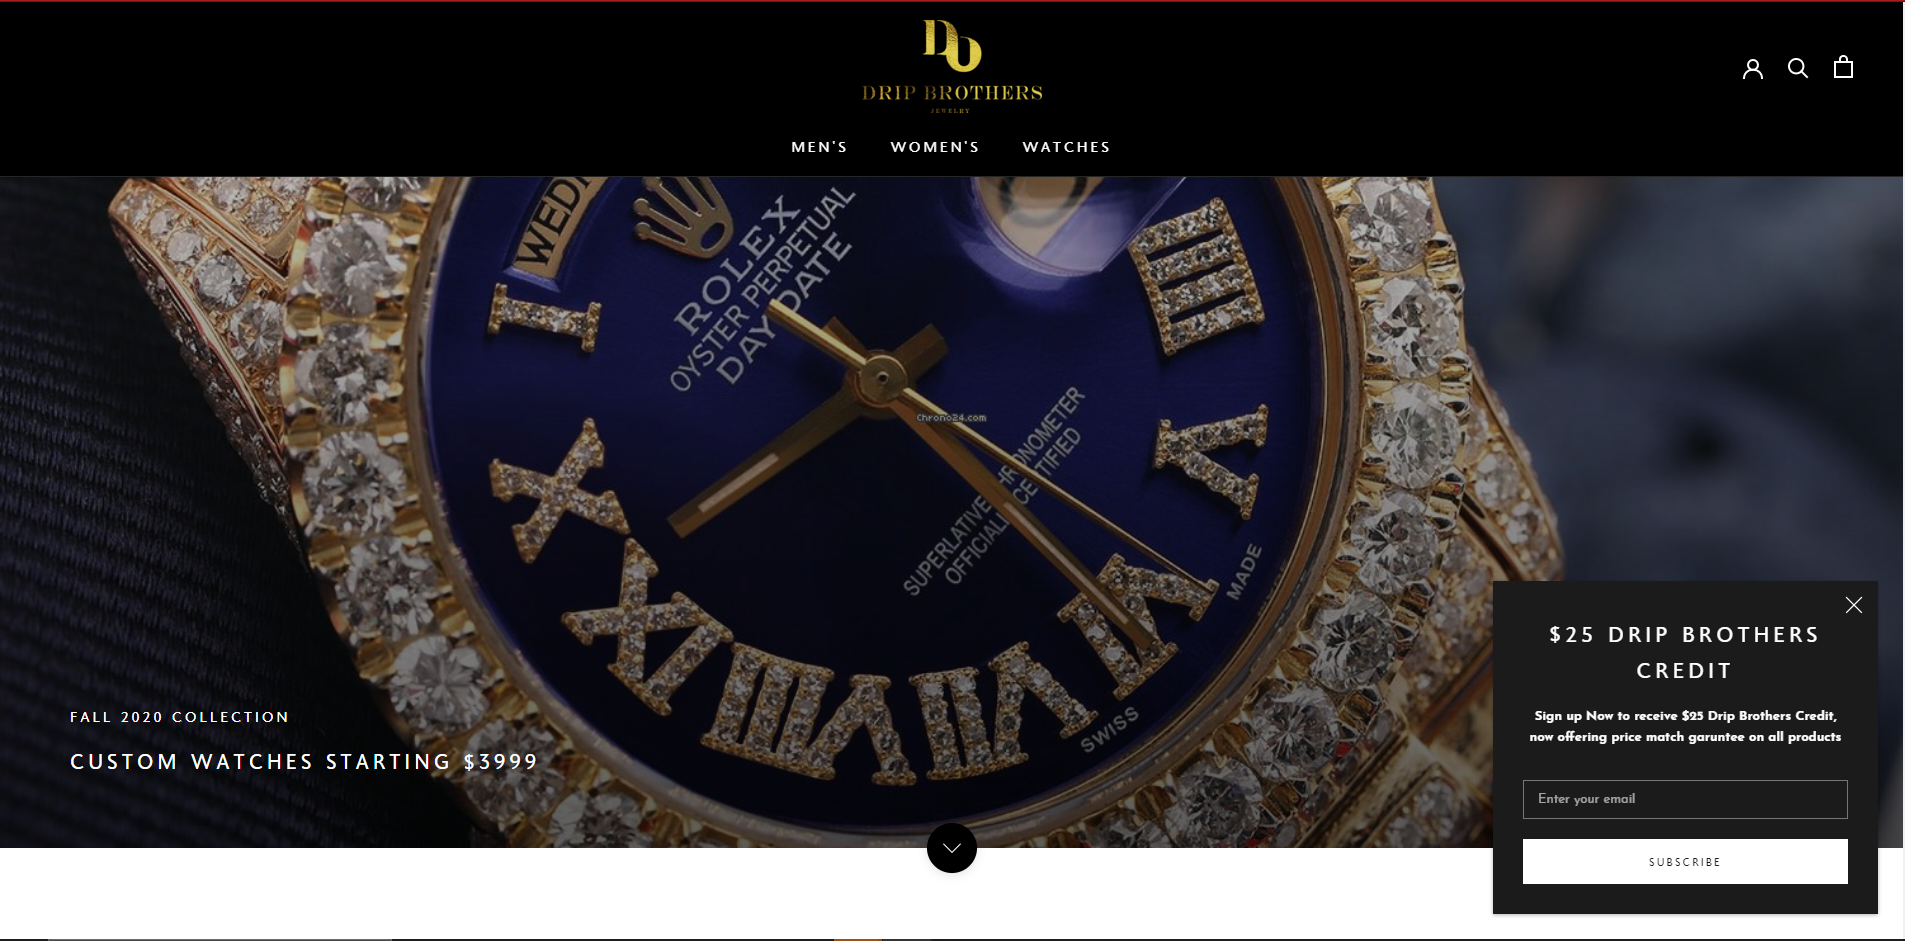 DO
DRIP BROTHERS
JEWELRY
MEN'S
WOMEN'S
WATCHES
WED
ROLEX
OYSTER PERPETUAL
DAY DATE
Chrono24.com
SUPERLATIVE CHRONOMETER
OFFICIALLY CERTIFIED
SWISS
MADE
FALL 2020 COLLECTION
CUSTOM WATCHES STARTING $3999
$25 DRIP BROTHERS
CREDIT
Sign up Now to receive $25 Drip Brothers Credit,
now offering price match garuntee on all products
Enter your email
SUBSCRIBE